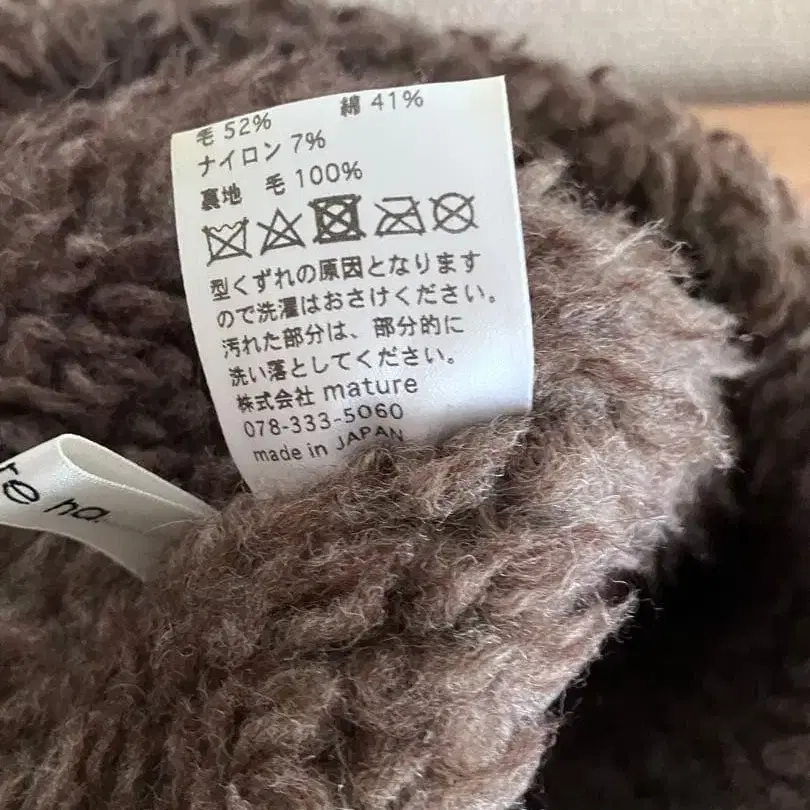 毛 52% 綿 41%
ナイロン 7%
裏地 毛 100%
型くずれの原因となります
ので洗濯はおさけください。
汚れた部分は、部分的に
洗い落としてください。
株式会社 mature
078-333-5060
made in JAPAN
re ha